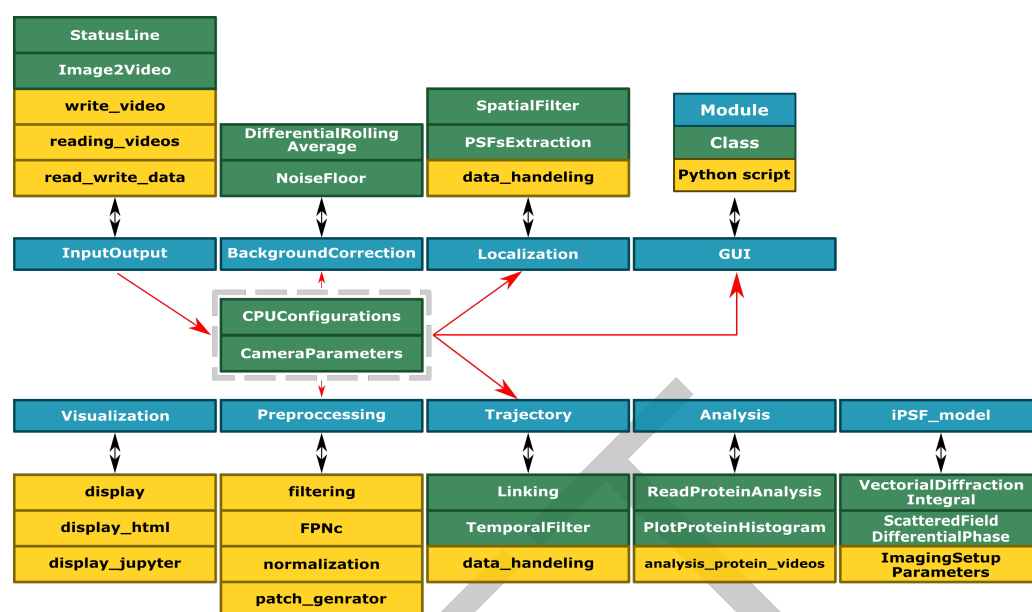 StatusLine
Image2Video
write_video
reading_videos
read_write_data
DifferentialRolling
Average
NoiseFloor
SpatialFilter
PSFsExtraction
data_handeling
Module
Class
Python script
InputOutput
BackgroundCorrection
Localization
GUI
CPUConfigurations
CameraParameters
Visualization
Preproccessing
Trajectory
Analysis
iPSF_model
display
display_html
display_jupyter
filtering
FPNc
normalization
patch_genrator
Linking
TemporalFilter
data_handeling
ReadProteinAnalysis
PlotProteinHistogram
analysis_protein_videos
VectorialDiffraction
Integral
ScatteredField
DifferentialPhase
ImagingSetup
Parameters